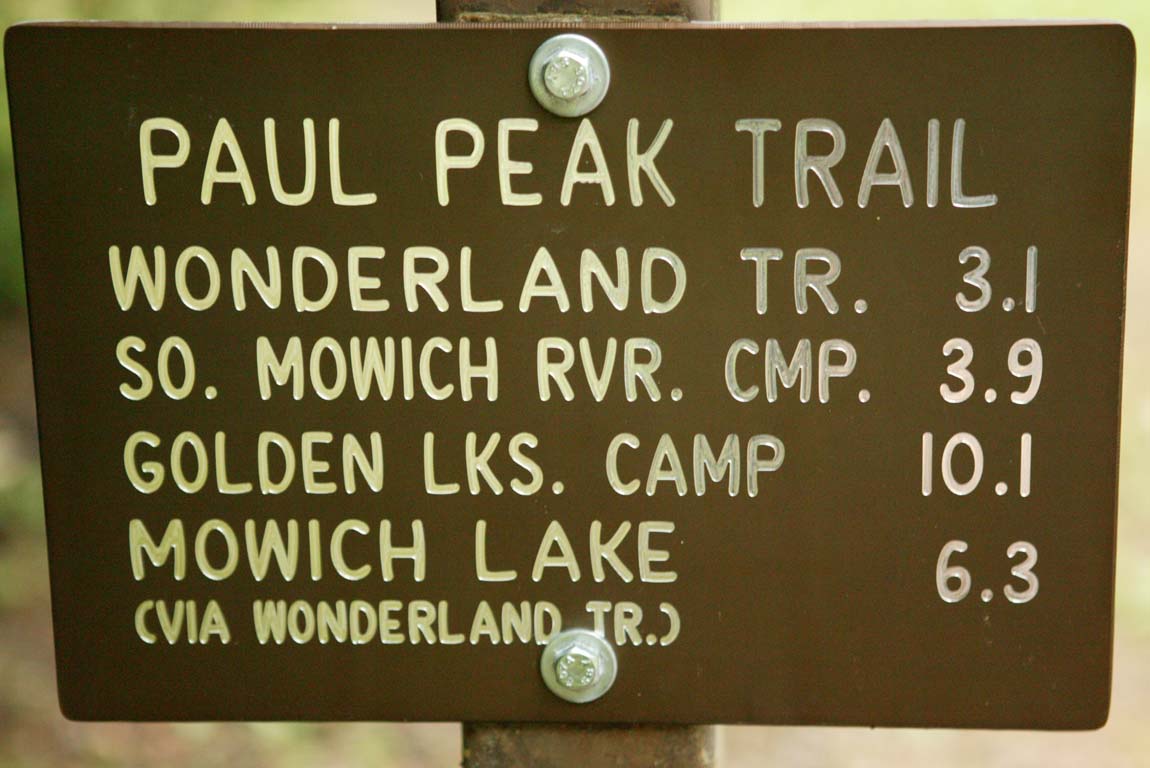 PAUL PEAK TRAIL
WONDERLAND TR. 3.1
SO. MOWICH RVR. CMP. 3.9
GOLDEN LKS. CAMP 10.1
MOWICH LAKE 6.3
(VIA WONDERLAND TR.)